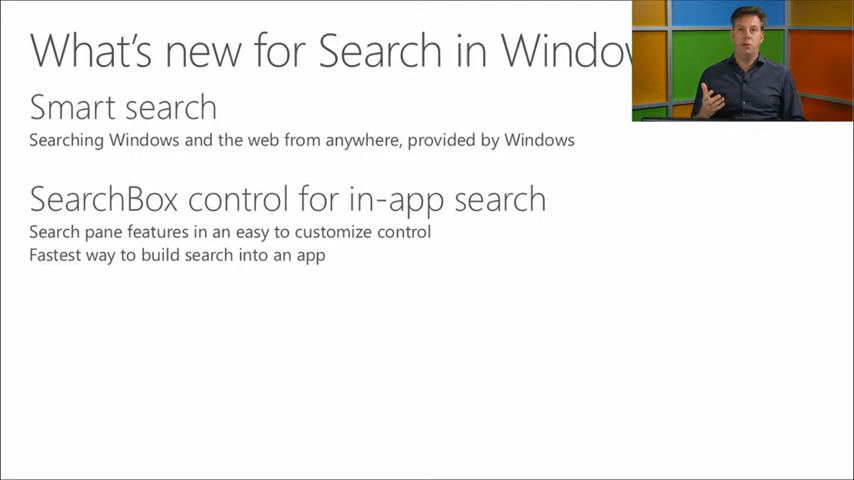 What's new for Search in
Smart search
Searching Windows and the web from anywhere, provided by Windows
SearchBox control for in-app search
Search pane features in an easy to customize control
Fastest way to build search into an app